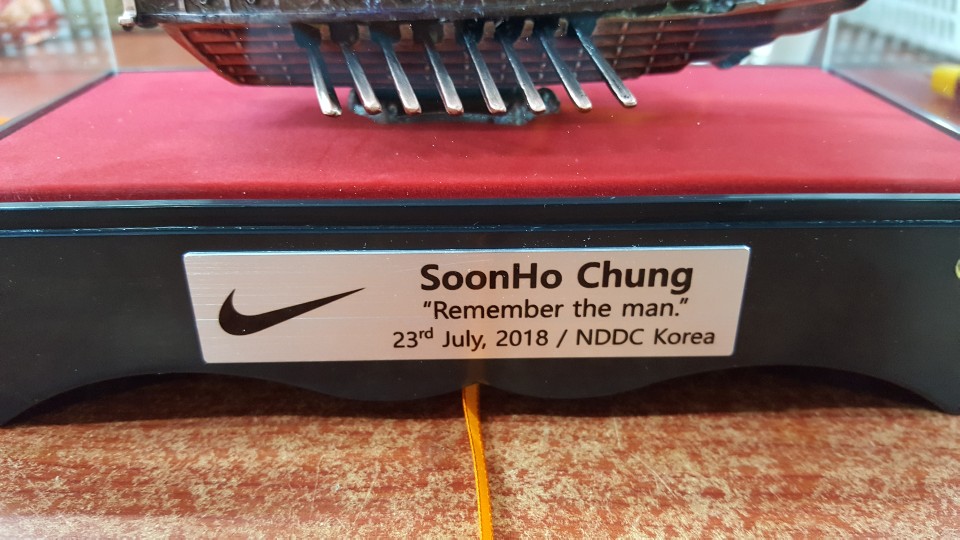 SoonHo Chung
“Remember the man.”
23rd July, 2018 / NDDC Korea